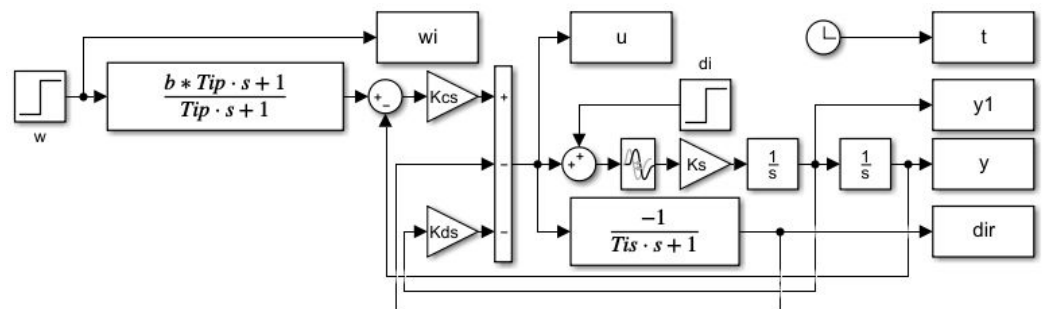 wi
u
t
w
b * Tip · s + 1
Tip · s + 1
+
−
Kcs
+
−
−
di
+
+
Ks
1
s
1
s
y1
y
Kds
−1
Tis · s + 1
dir